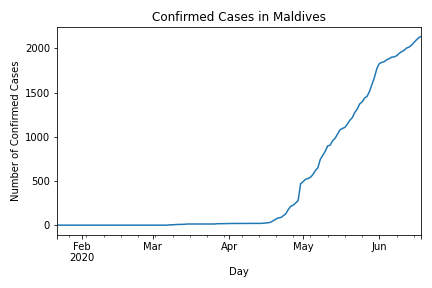 Confirmed Cases in Maldives
Number of Confirmed Cases
2000
1500
1000
500
0
Feb
2020
Mar
Apr
May
Jun
Day